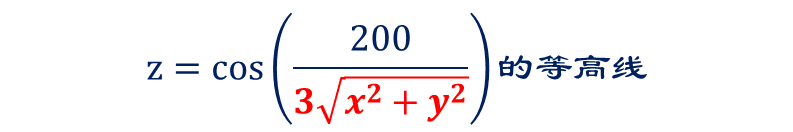 z = cos(200 / 3√(x² + y²)) 的等高线